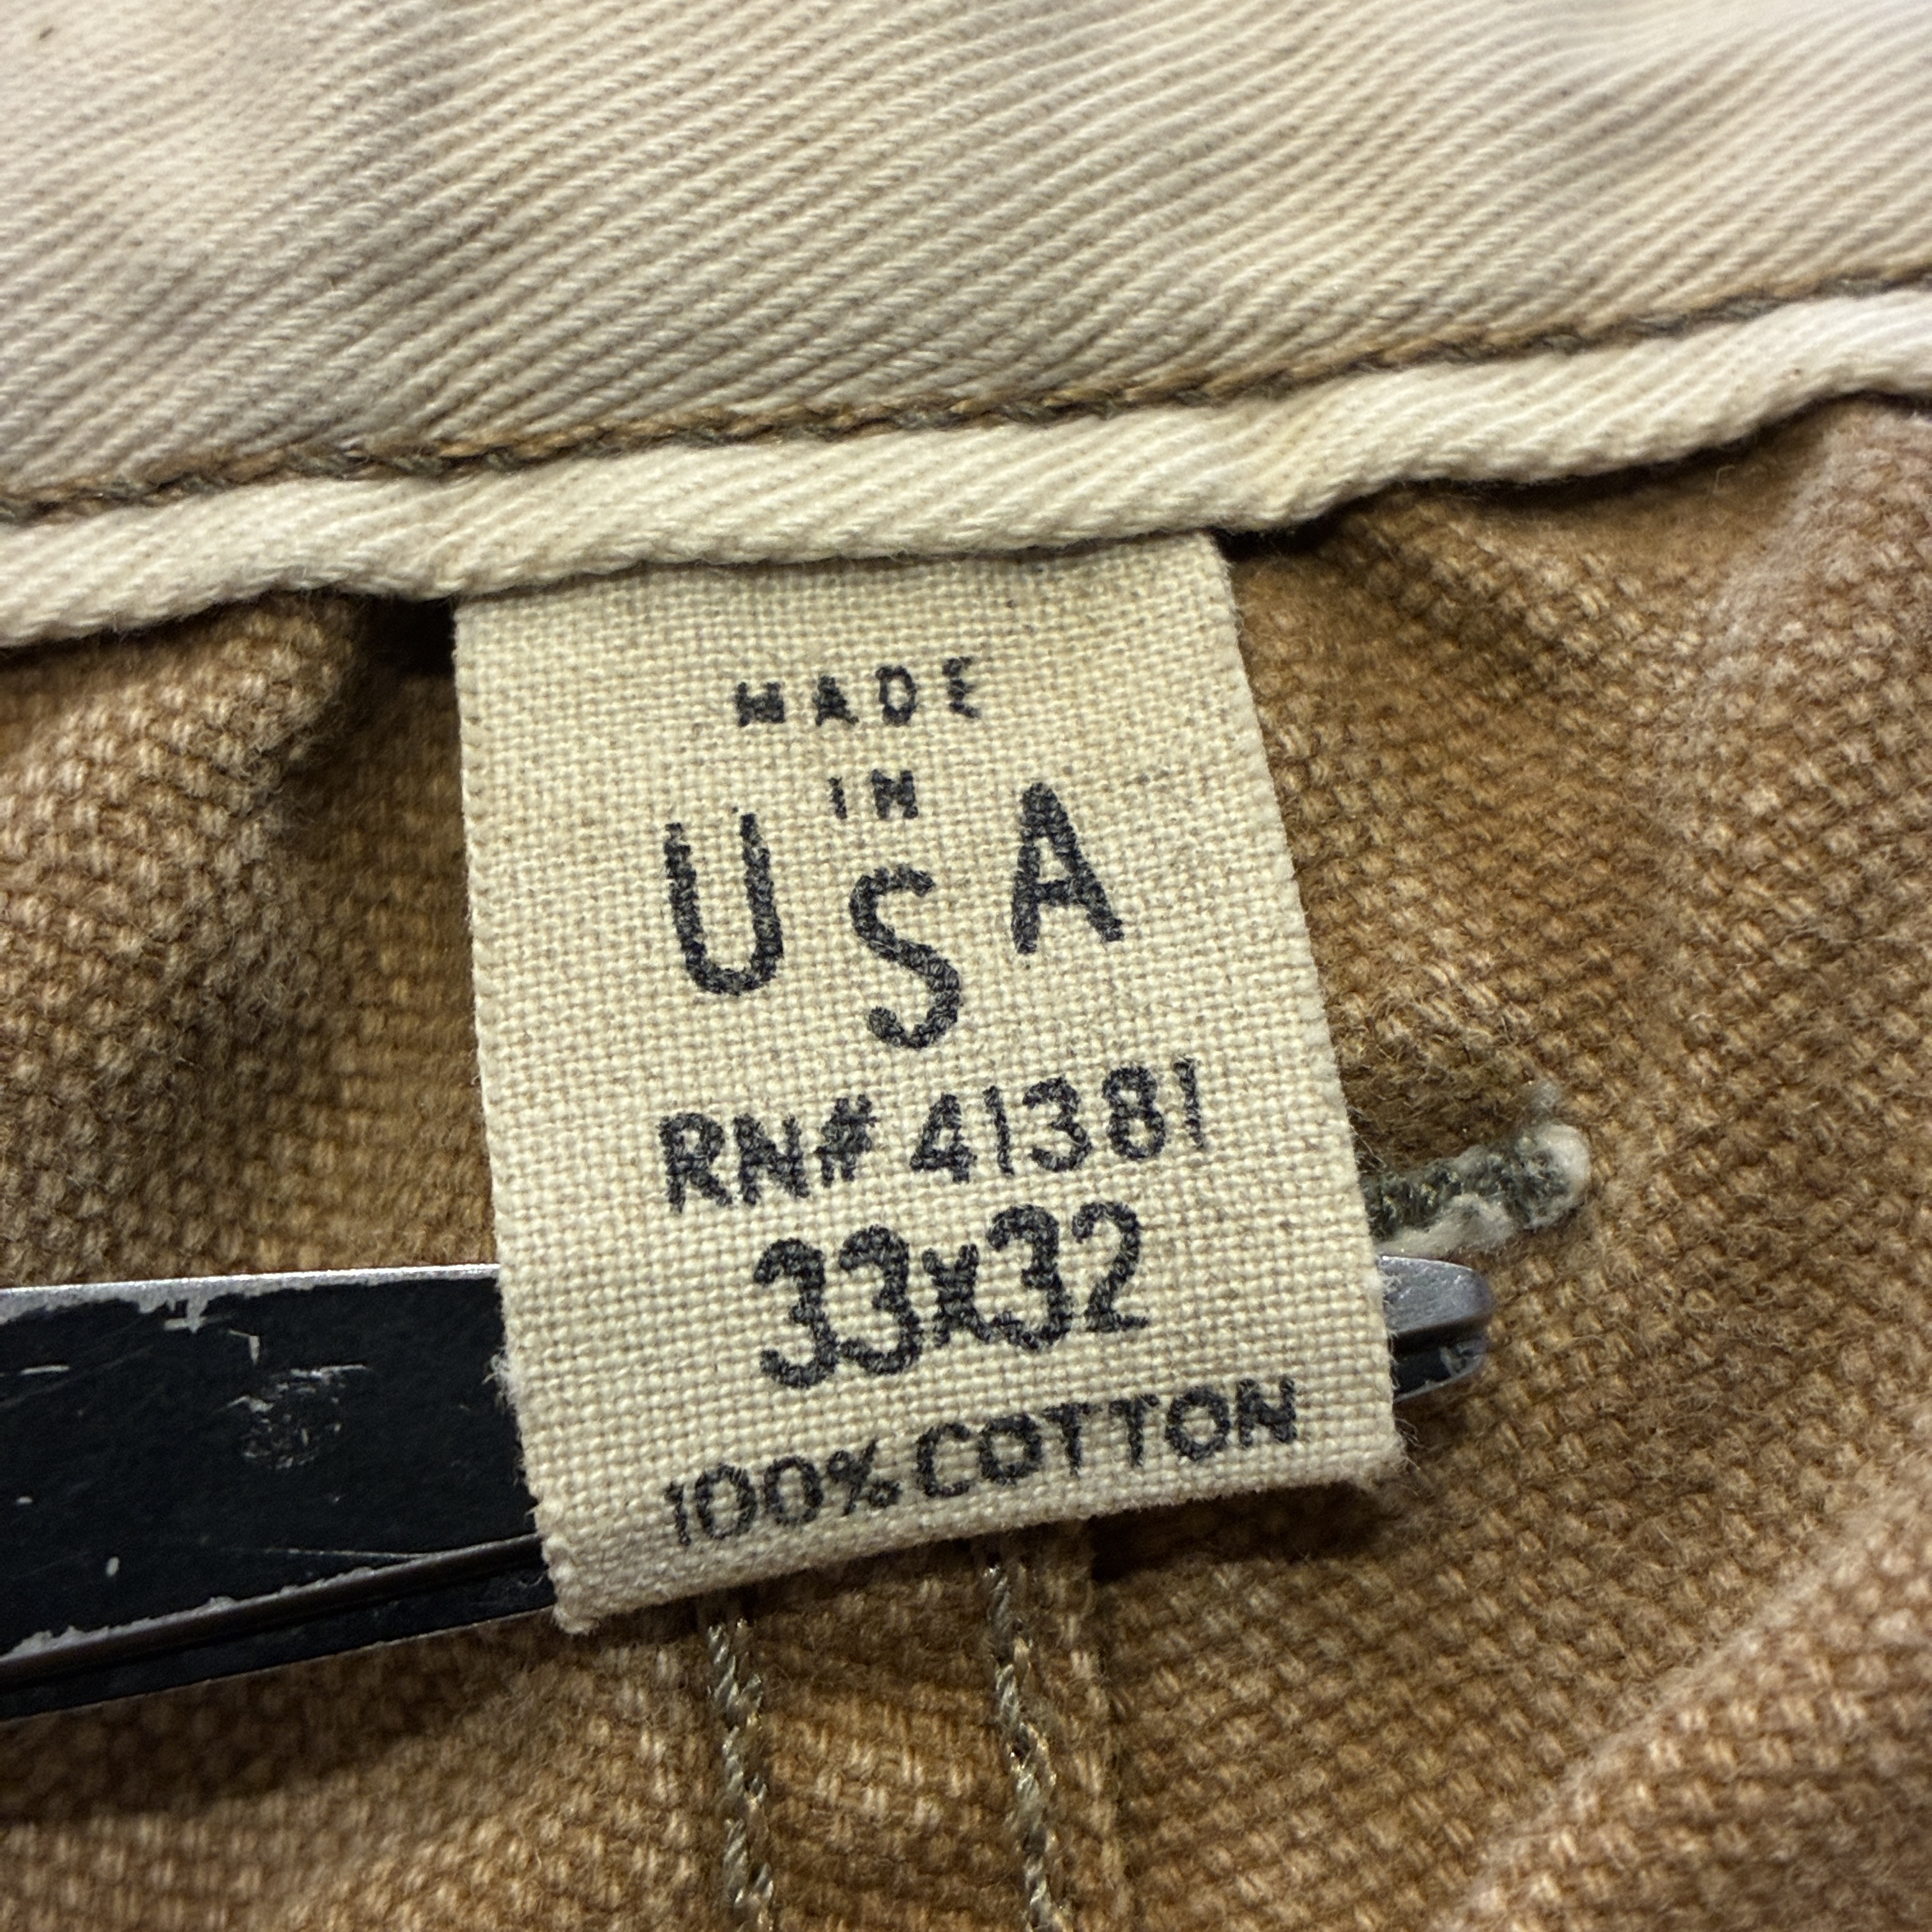 MADE
IN
USA
RN# 41381
33x32
100% COTTON